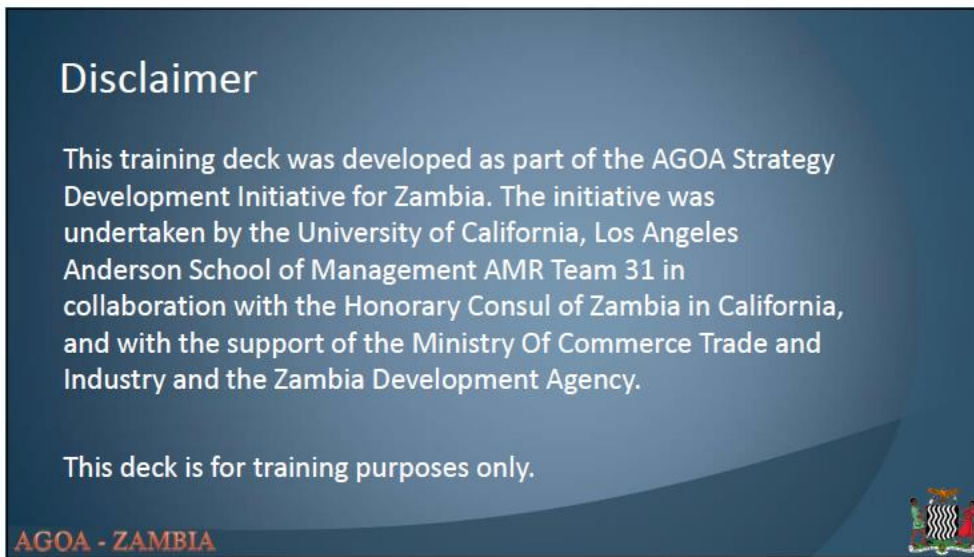 Disclaimer
This training deck was developed as part of the AGOA Strategy
Development Initiative for Zambia. The initiative was
undertaken by the University of California, Los Angeles
Anderson School of Management AMR Team 31 in
collaboration with the Honorary Consul of Zambia in California,
and with the support of the Ministry Of Commerce Trade and
Industry and the Zambia Development Agency.
This deck is for training purposes only.
AGOA - ZAMBIA